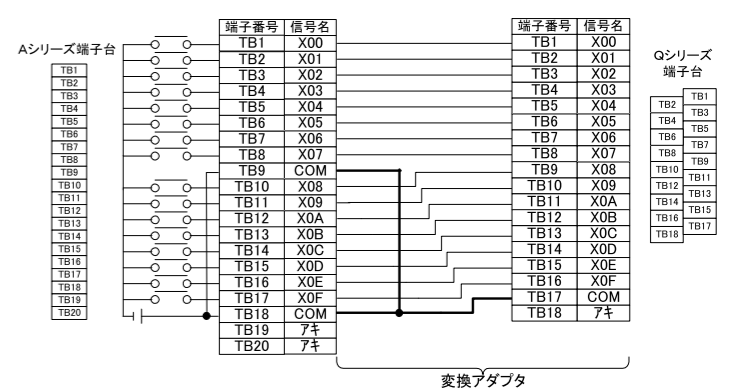 Aシリーズ端子台
TB1
TB2
TB3
TB4
TB5
TB6
TB7
TB8
TB9
TB10
TB11
TB12
TB13
TB14
TB15
TB16
TB17
TB18
TB19
TB20
端子番号 信号名
TB1 X00
TB2 X01
TB3 X02
TB4 X03
TB5 X04
TB6 X05
TB7 X06
TB8 X07
TB9 COM
TB10 X08
TB11 X09
TB12 X0A
TB13 X0B
TB14 X0C
TB15 X0D
TB16 X0E
TB17 X0F
TB18 COM
TB19 アキ
TB20 アキ
端子番号 信号名
TB1 X00
TB2 X01
TB3 X02
TB4 X03
TB5 X04
TB6 X05
TB7 X06
TB8 X07
TB9 X08
TB10 X09
TB11 X0A
TB12 X0B
TB13 X0C
TB14 X0D
TB15 X0E
TB16 X0F
TB17 COM
TB18 アキ
Qシリーズ
端子台
TB1
TB2
TB3
TB4
TB5
TB6
TB7
TB8
TB9
TB10
TB11
TB12
TB13
TB14
TB15
TB16
TB17
TB18
変換アダプタ